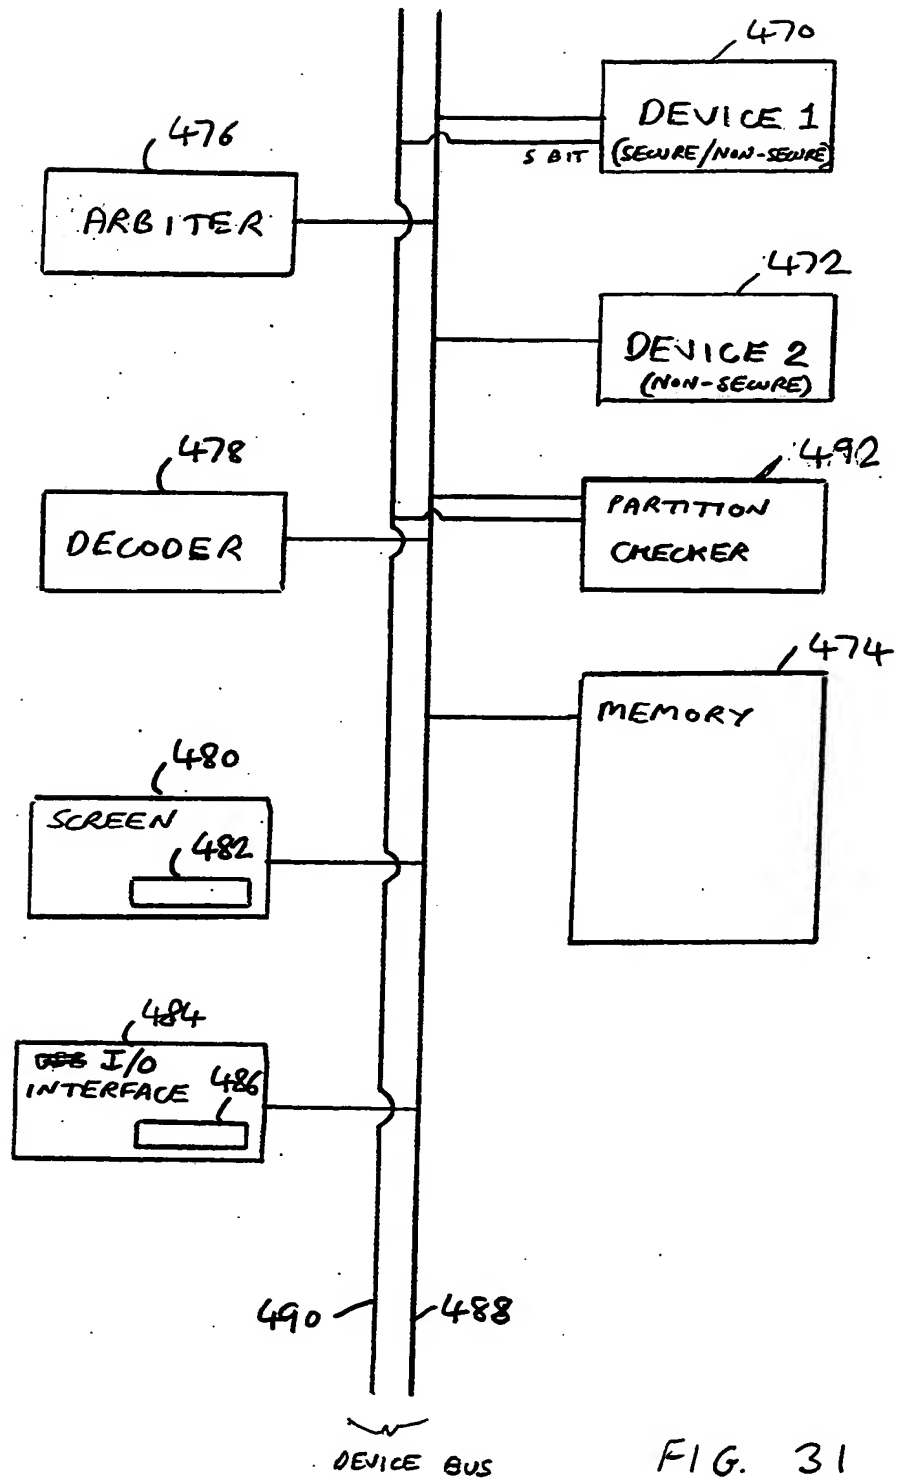 470
DEVICE 1
(SECURE/NON-SECURE)
S BIT
476
ARBITER
472
DEVICE 2
(NON-SECURE)
478
DECODER
492
PARTITION
CHECKER
474
MEMORY
480
SCREEN
482
484
I/O
INTERFACE
486
490
488
DEVICE BUS
FIG. 31